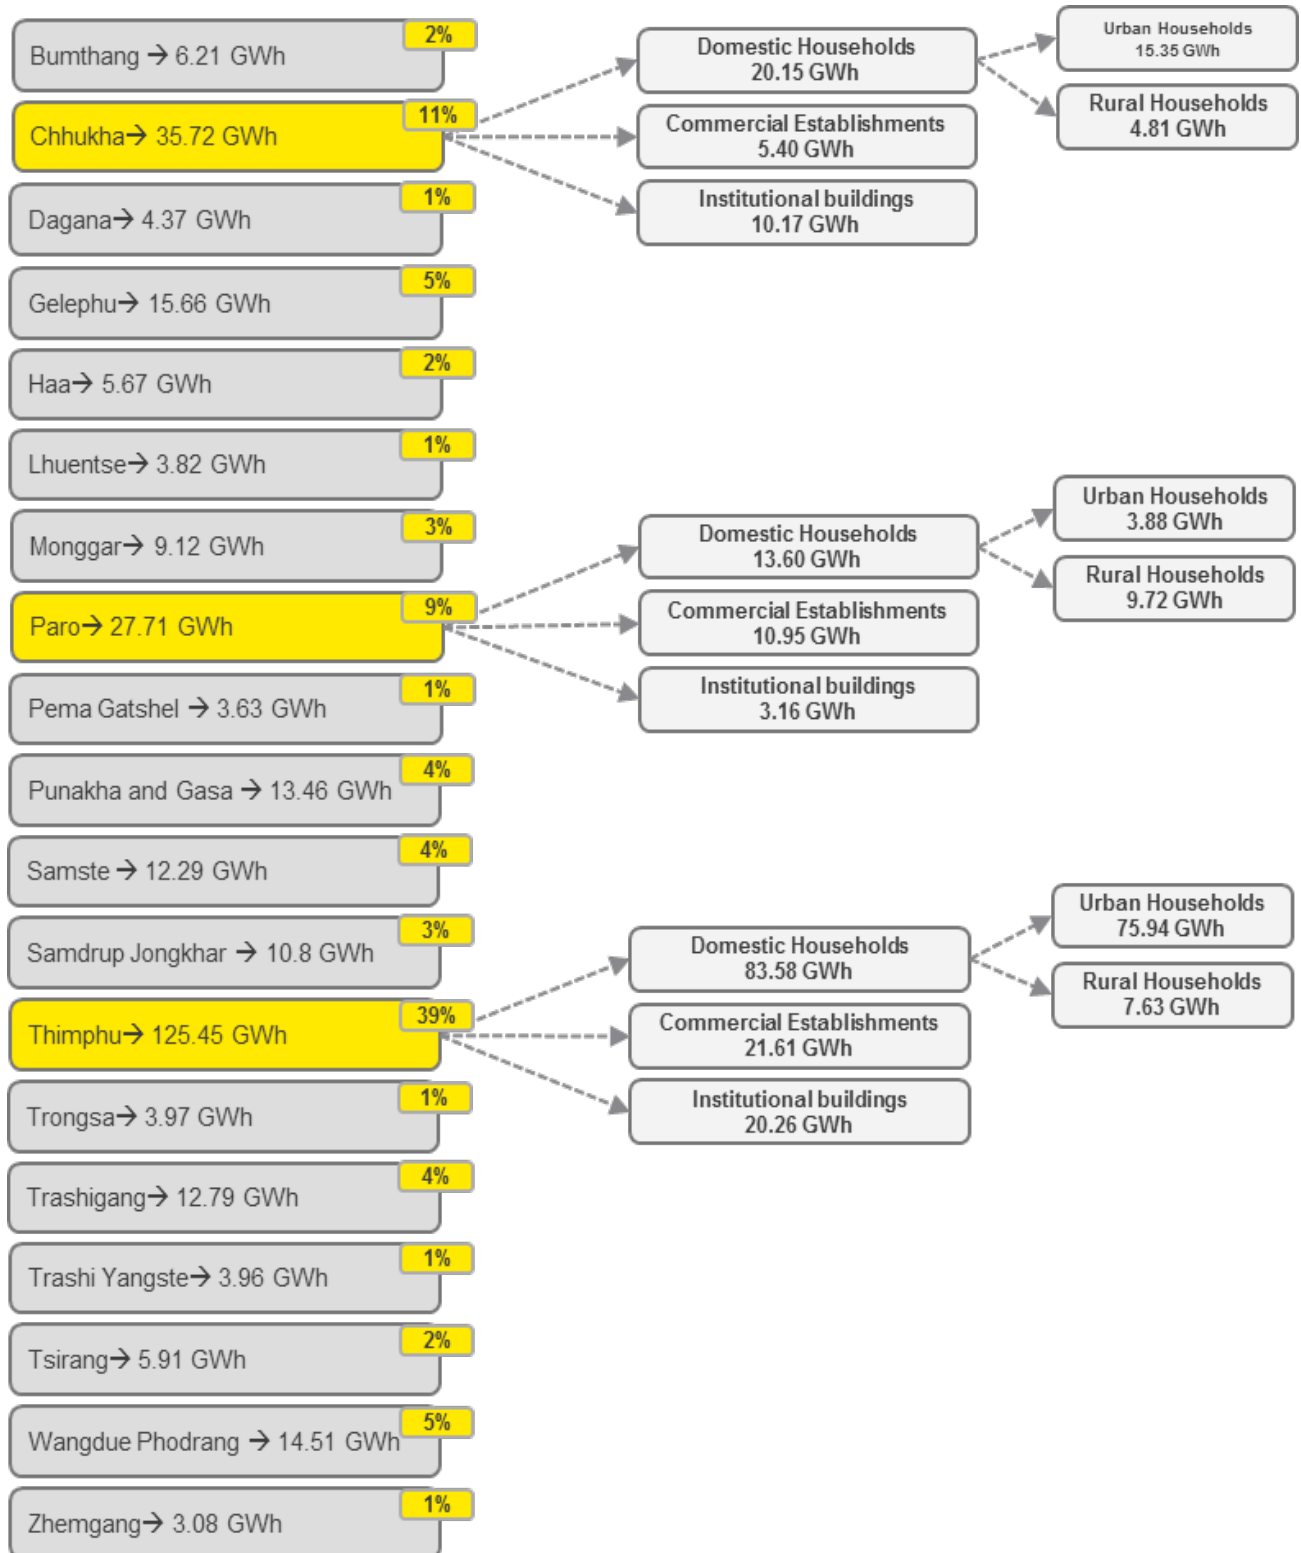 2%
Bumthang → 6.21 GWh
11%
Chhukha→ 35.72 GWh
Domestic Households
20.15 GWh
Urban Households
15.35 GWh
Rural Households
4.81 GWh
Commercial Establishments
5.40 GWh
Institutional buildings
10.17 GWh
1%
Dagana→ 4.37 GWh
5%
Gelephu→ 15.66 GWh
2%
Haa→ 5.67 GWh
1%
Lhuentse→ 3.82 GWh
3%
Monggar→ 9.12 GWh
9%
Paro→ 27.71 GWh
Domestic Households
13.60 GWh
Urban Households
3.88 GWh
Rural Households
9.72 GWh
Commercial Establishments
10.95 GWh
Institutional buildings
3.16 GWh
1%
Pema Gatshel → 3.63 GWh
4%
Punakha and Gasa → 13.46 GWh
4%
Samste → 12.29 GWh
3%
Samdrup Jongkhar → 10.8 GWh
39%
Thimphu→ 125.45 GWh
Domestic Households
83.58 GWh
Urban Households
75.94 GWh
Rural Households
7.63 GWh
Commercial Establishments
21.61 GWh
Institutional buildings
20.26 GWh
1%
Trongsa→ 3.97 GWh
4%
Trashigang→ 12.79 GWh
1%
Trashi Yangste→ 3.96 GWh
2%
Tsirang→ 5.91 GWh
5%
Wangdue Phodrang → 14.51 GWh
1%
Zhemgang→ 3.08 GWh